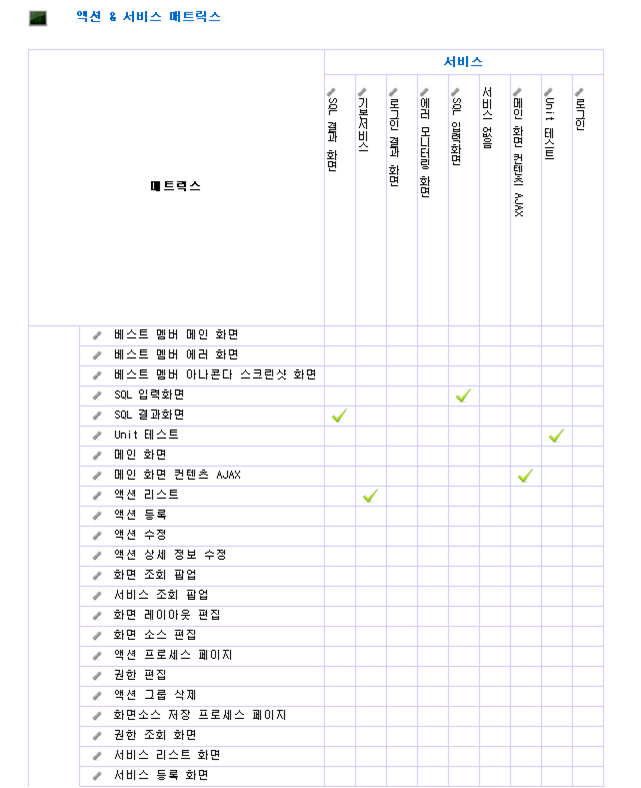 액션 & 서비스 매트릭스
서비스
매트릭스
SQL 결과 화면
기본서비스
로그인 결과 화면
에러 모니터링 화면
SQL 입력화면
서비스 없음
메인 화면 컨텐츠 AJAX
Unit 테스트
로그인
베스트 멤버 메인 화면
베스트 멤버 에러 화면
베스트 멤버 아나콘다 스크린샷 화면
SQL 입력화면
SQL 결과화면
Unit 테스트
메인 화면
메인 화면 컨텐츠 AJAX
액션 리스트
액션 등록
액션 수정
액션 상세 정보 수정
화면 조회 팝업
서비스 조회 팝업
화면 레이아웃 편집
화면 소스 편집
액션 프로세스 페이지
권한 편집
액션 그룹 삭제
화면소스 저장 프로세스 페이지
권한 조회 화면
서비스 리스트 화면
서비스 등록 화면